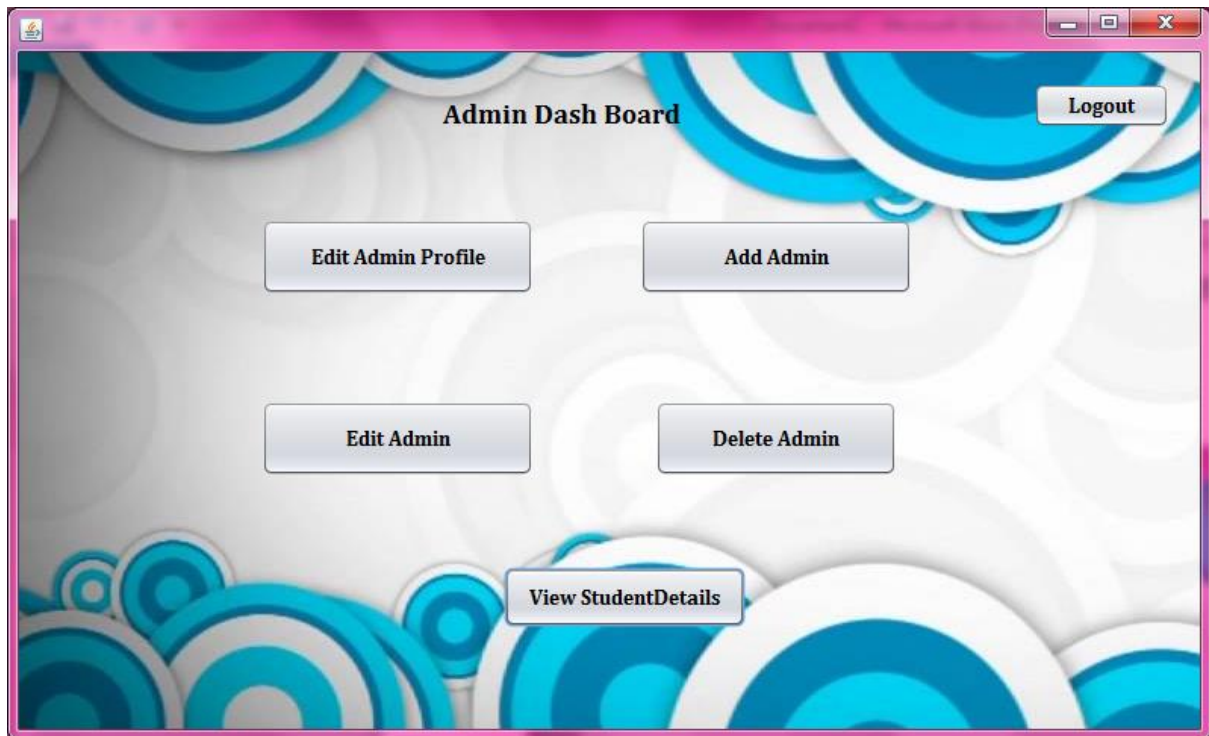 Admin Dash Board
Logout
Edit Admin Profile
Add Admin
Edit Admin
Delete Admin
View StudentDetails